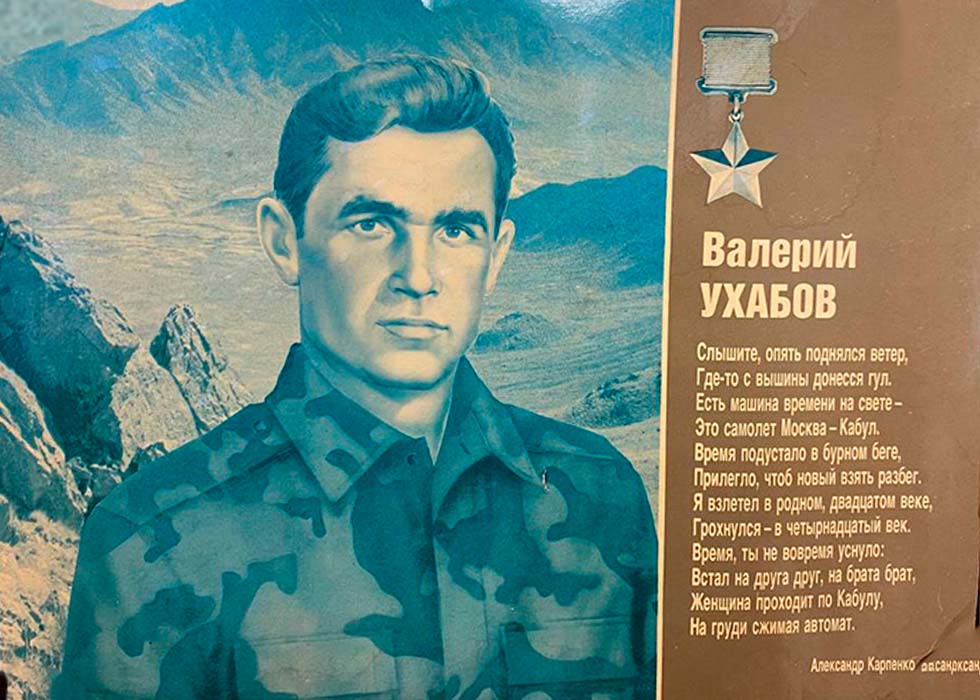 Валерий
УХАБОВ
Слышите, опять поднялся ветер,
Где-то с вышины донесся гул.
Есть машина времени на свете –
Это самолет Москва – Кабул.
Время подустало в бурном беге,
Прилегло, чтоб новый взять разбег.
Я взлетел в родном, двадцатом веке,
Грохнулся – в четырнадцатый век.
Время, ты не вовремя уснуло:
Встал на друга друг, на брата брат,
Женщина проходит по Кабулу,
На груди сжимая автомат.
Александр Карпенко